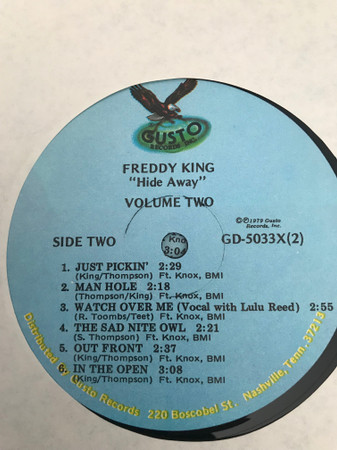 GUSTO
RECORDS, INC.
FREDDY KING
"Hide Away"
VOLUME TWO
©℗1979 Gusto
Records, Inc.
SIDE TWO
GD-5033X(2)
Kno
3:0
1. JUST PICKIN' 2:29
(King/Thompson) Ft. Knox, BMI
2. MAN HOLE 2:18
(Thompson/King) Ft. Knox, BMI
3. WATCH OVER ME (Vocal with Lulu Reed) 2:55
(R. Toombs/Teet) Ft. Knox, BMI
4. THE SAD NITE OWL 2:21
(S. Thompson) Ft. Knox, BMI
5. OUT FRONT 2:37
(King/Thompson) Ft. Knox, BMI
6. IN THE OPEN 3:08
(King/Thompson) Ft. Knox, BMI
Distributed by Gusto Records 220 Boscobel St. Nashville, Tenn. 37213